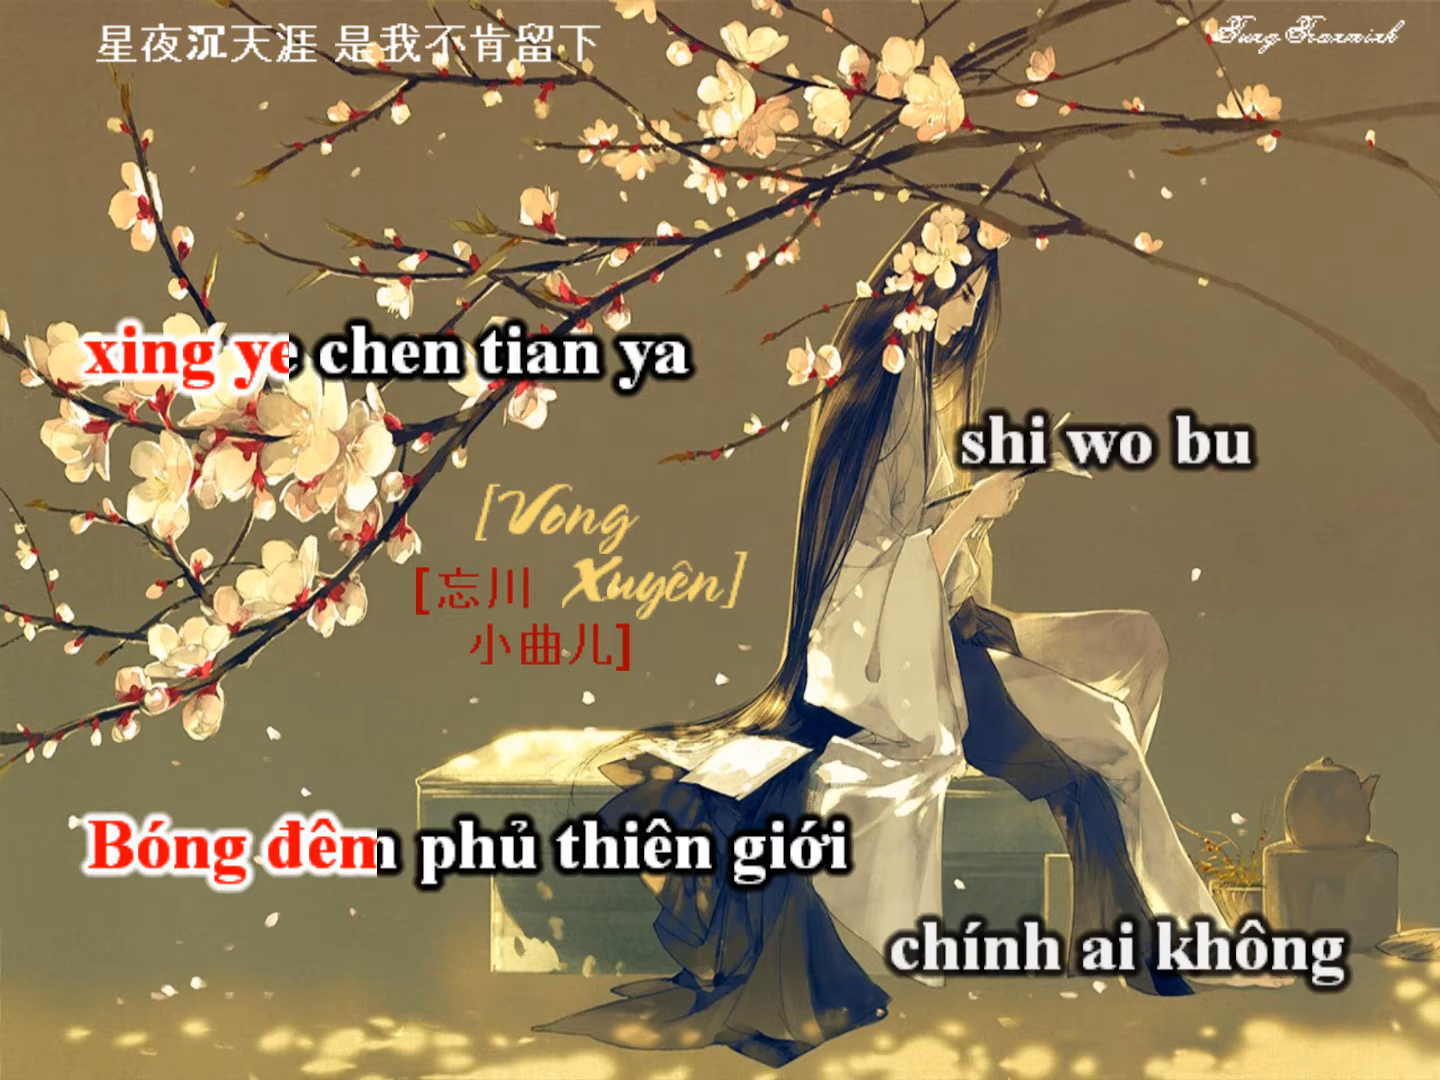 星夜沉天涯 是我不肯留下
xing ye chen tian ya
shi wo bu
[Vong
Xuyên]
[忘川
小曲儿]
Bóng đêm phủ thiên giới
chính ai không